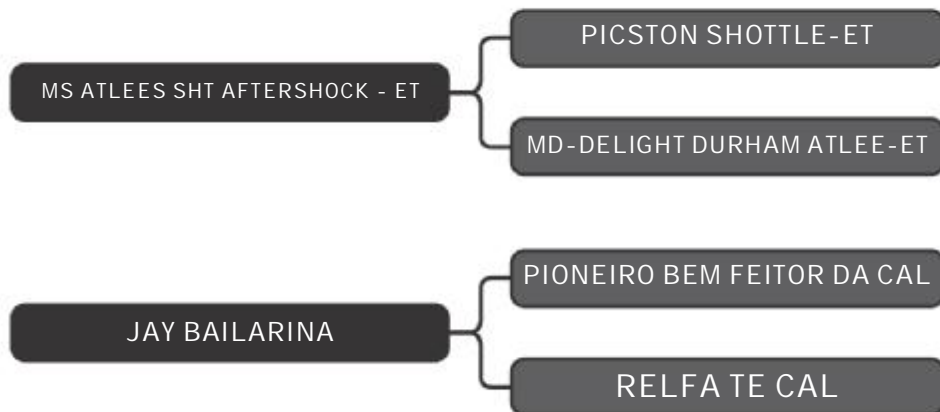 PICSTON SHOTTLE-ET
MS ATLEES SHT AFTERSHOCK - ET
MD-DELIGHT DURHAM ATLEE-ET
PIONEIRO BEM FEITOR DA CAL
JAY BAILARINA
RELFA TE CAL